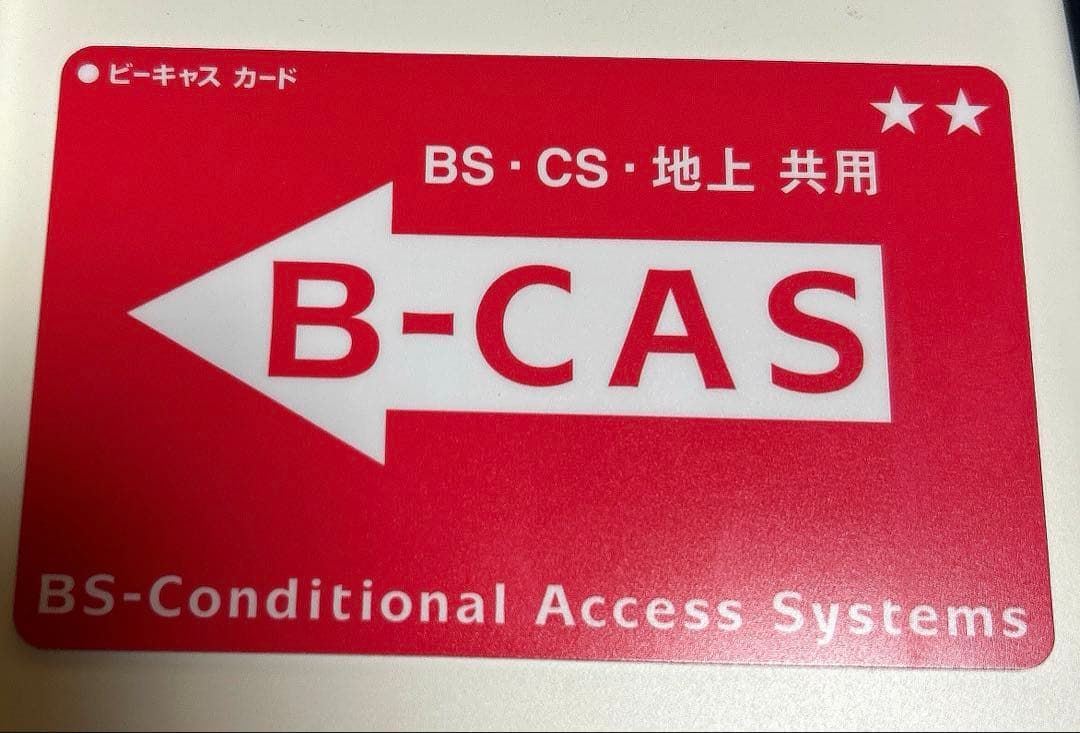 ビーキャス カード
★★
BS・CS・地上 共用
B-CAS
BS-Conditional Access Systems